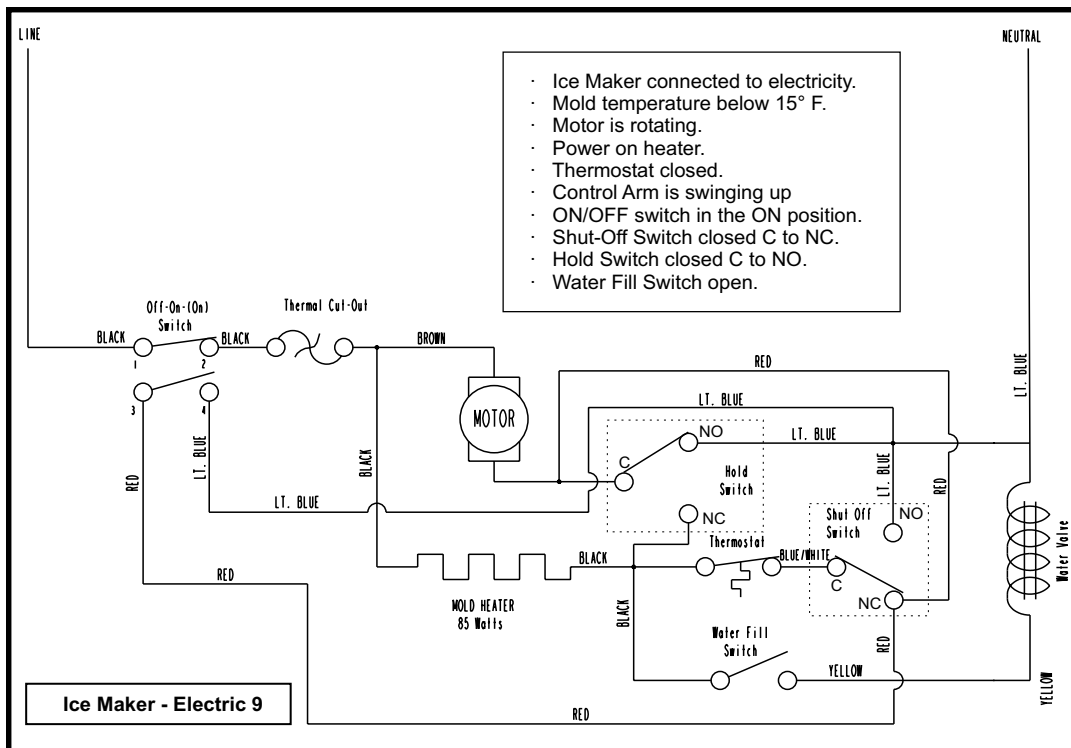 LINE
NEUTRAL
· Ice Maker connected to electricity.
· Mold temperature below 15° F.
· Motor is rotating.
· Power on heater.
· Thermostat closed.
· Control Arm is swinging up
· ON/OFF switch in the ON position.
· Shut-Off Switch closed C to NC.
· Hold Switch closed C to NO.
· Water Fill Switch open.
Off-On-(On)
Switch
Thermal Cut-Out
BLACK
BLACK
BROWN
1
2
3
4
MOTOR
RED
LT. BLUE
LT. BLUE
LT. BLUE
NO
C
NC
Hold
Switch
LT. BLUE
RED
LT. BLUE
BLACK
RED
LT. BLUE
Shut Off
Switch
NO
C
NC
Thermostat
BLUE/WHITE
BLACK
Water Valve
RED
MOLD HEATER
85 Watts
BLACK
Water Fill
Switch
RED
YELLOW
YELLOW
Ice Maker - Electric 9
RED